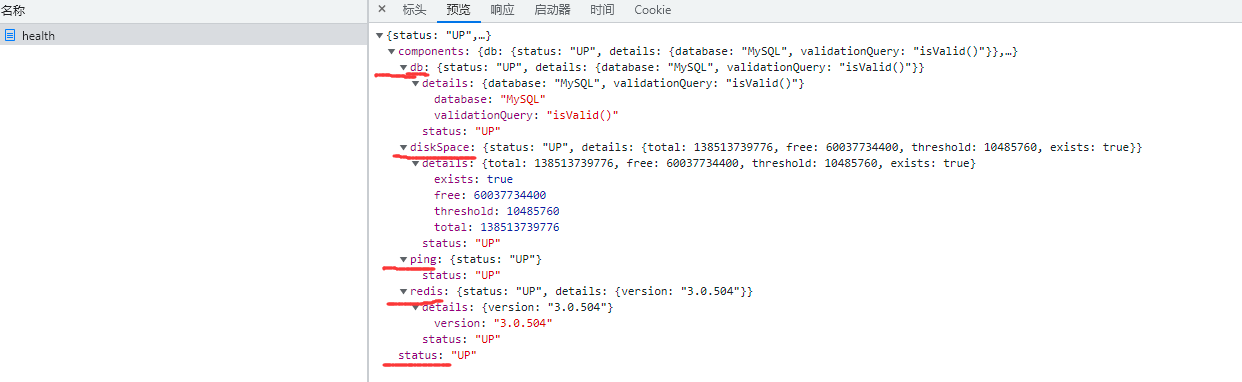 名称
health
× 标头 预览 响应 启动器 时间 Cookie
▼{status: "UP",…}
▼components: {db: {status: "UP", details: {database: "MySQL", validationQuery: "isValid()"}},…}
▼db: {status: "UP", details: {database: "MySQL", validationQuery: "isValid()"}}
▼details: {database: "MySQL", validationQuery: "isValid()"}
database: "MySQL"
validationQuery: "isValid()"
status: "UP"
▼diskSpace: {status: "UP", details: {total: 138513739776, free: 60037734400, threshold: 10485760, exists: true}}
▼details: {total: 138513739776, free: 60037734400, threshold: 10485760, exists: true}
exists: true
free: 60037734400
threshold: 10485760
total: 138513739776
status: "UP"
▼ping: {status: "UP"}
status: "UP"
▼redis: {status: "UP", details: {version: "3.0.504"}}
▼details: {version: "3.0.504"}
version: "3.0.504"
status: "UP"
status: "UP"